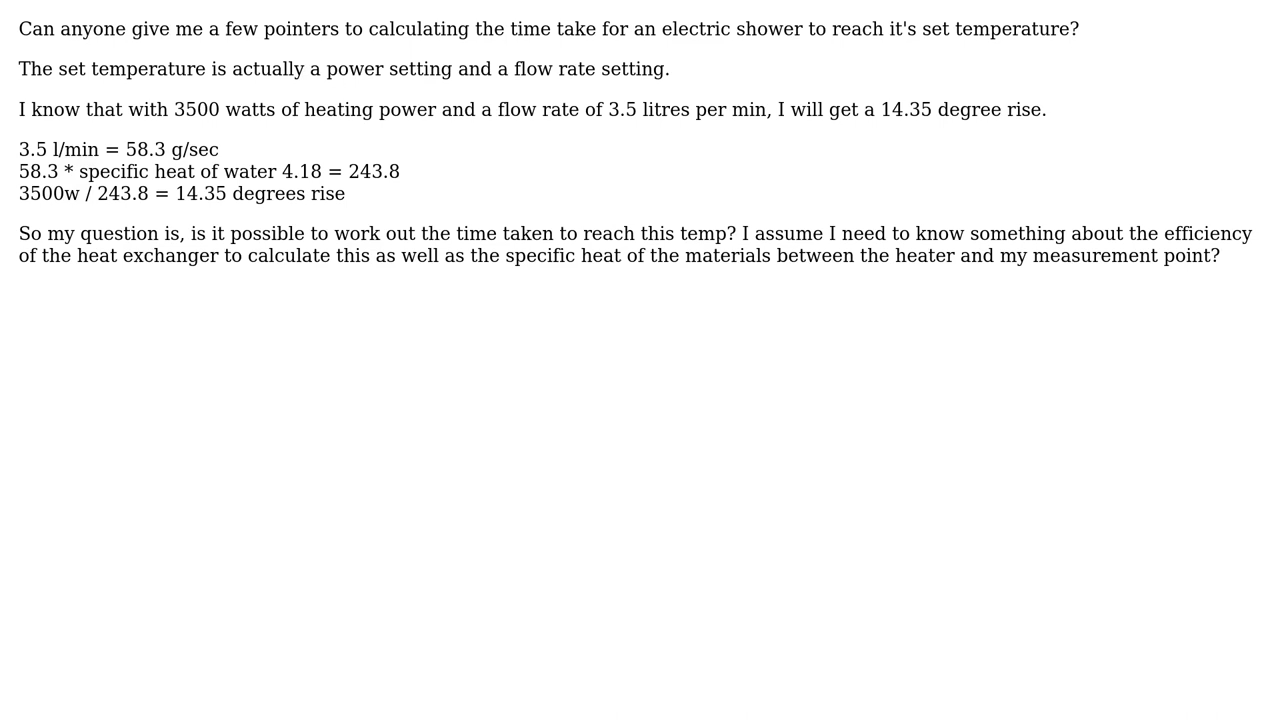 Can anyone give me a few pointers to calculating the time take for an electric shower to reach it's set temperature?
The set temperature is actually a power setting and a flow rate setting.
I know that with 3500 watts of heating power and a flow rate of 3.5 litres per min, I will get a 14.35 degree rise.
3.5 l/min = 58.3 g/sec
58.3 * specific heat of water 4.18 = 243.8
3500w / 243.8 = 14.35 degrees rise
So my question is, is it possible to work out the time taken to reach this temp? I assume I need to know something about the efficiency
of the heat exchanger to calculate this as well as the specific heat of the materials between the heater and my measurement point?